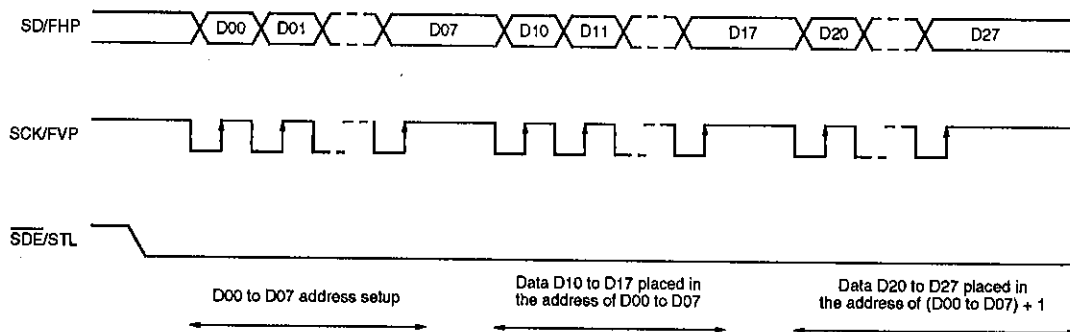 SD/FHP
D00 D01 D07 D10 D11 D17 D20 D27
SCK/FVP
SDE/STL
D00 to D07 address setup
Data D10 to D17 placed in
the address of D00 to D07
Data D20 to D27 placed in
the address of (D00 to D07) + 1